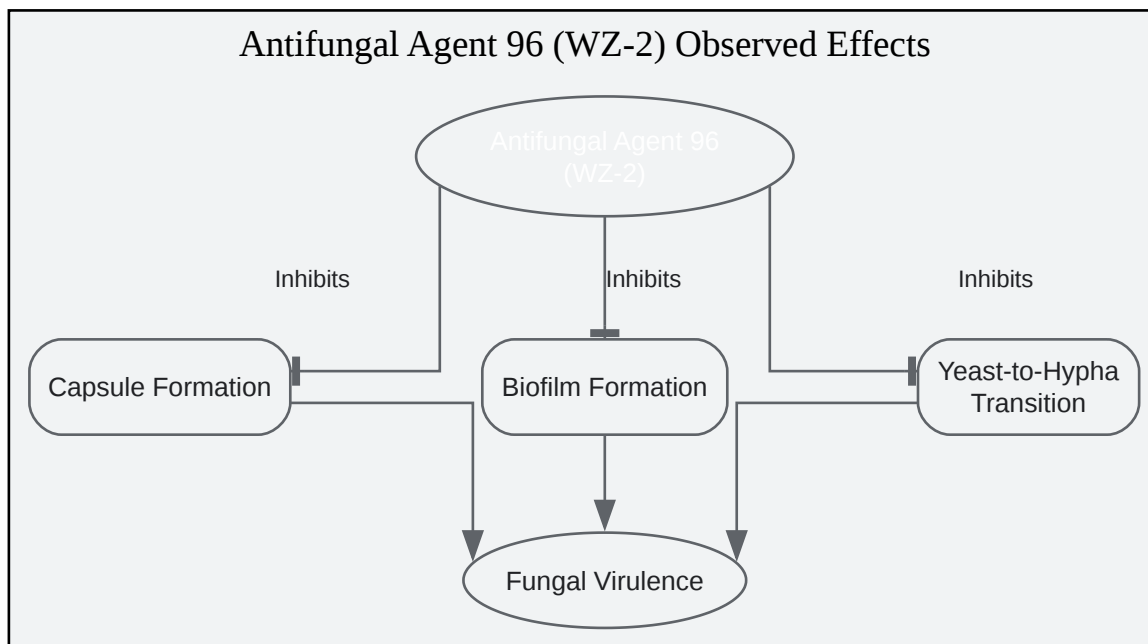 Antifungal Agent 96 (WZ-2) Observed Effects
Antifungal Agent 96
(WZ-2)
Inhibits
Inhibits
Inhibits
Capsule Formation
Biofilm Formation
Yeast-to-Hypha
Transition
Fungal Virulence